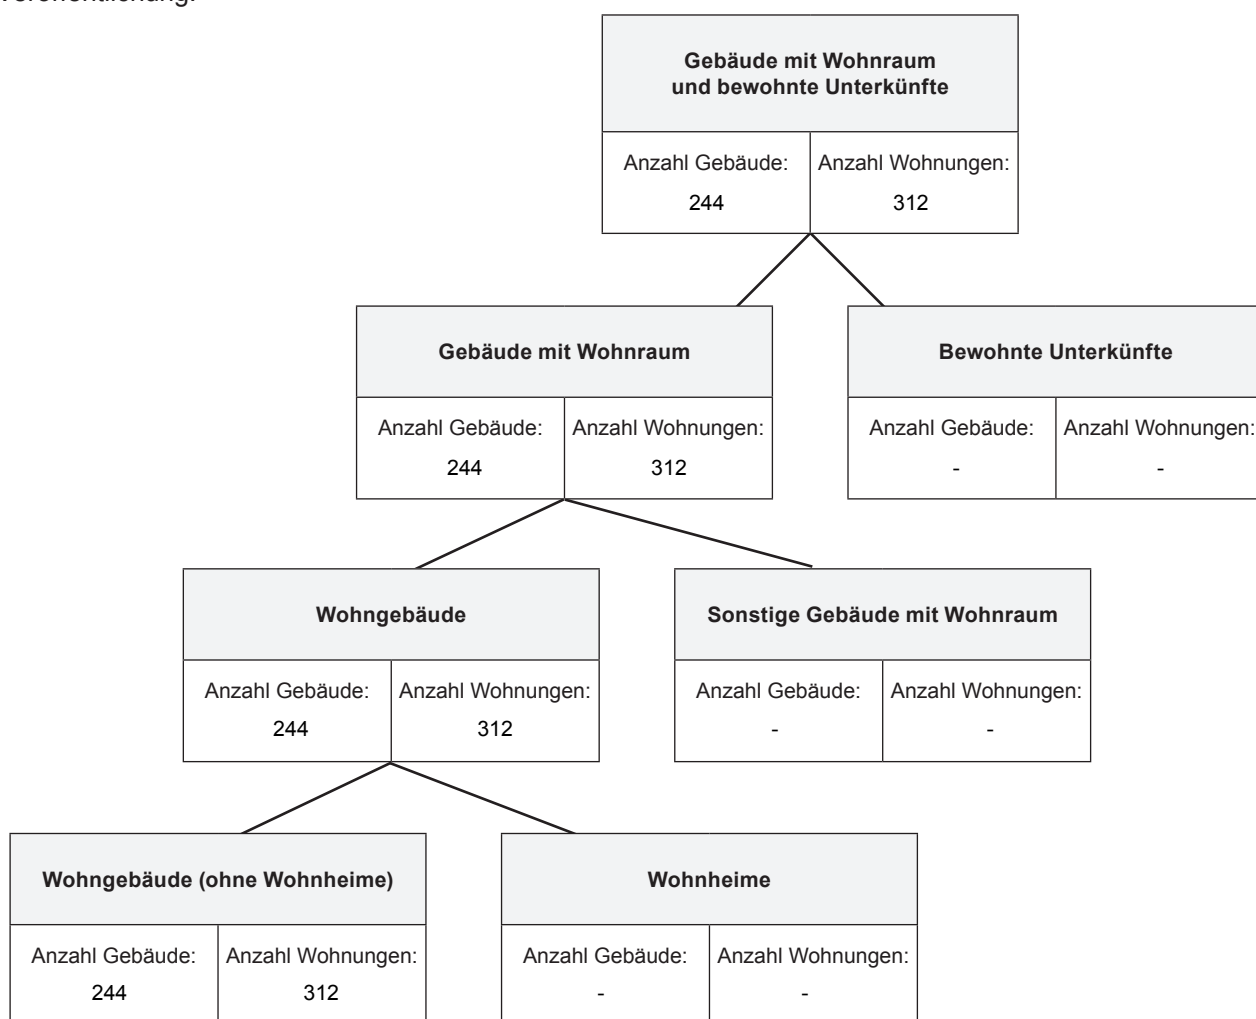 Veröffentlichung.
Gebäude mit Wohnraum
und bewohnte Unterkünfte
Anzahl Gebäude: Anzahl Wohnungen:
244 312
Gebäude mit Wohnraum Bewohnte Unterkünfte
Anzahl Gebäude: Anzahl Wohnungen: Anzahl Gebäude: Anzahl Wohnungen:
244 312 - -
Wohngebäude Sonstige Gebäude mit Wohnraum
Anzahl Gebäude: Anzahl Wohnungen: Anzahl Gebäude: Anzahl Wohnungen:
244 312 - -
Wohngebäude (ohne Wohnheime) Wohnheime
Anzahl Gebäude: Anzahl Wohnungen: Anzahl Gebäude: Anzahl Wohnungen:
244 312 - -